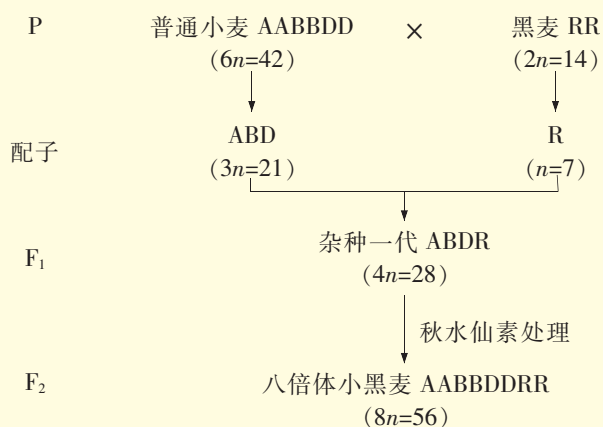 P 普通小麦 AABBDD × 黑麦 RR
(6n=42) (2n=14)
配子 ABD R
(3n=21) (n=7)
F₁ 杂种一代 ABDR
(4n=28)
秋水仙素处理
F₂ 八倍体小黑麦 AABBDDRR
(8n=56)